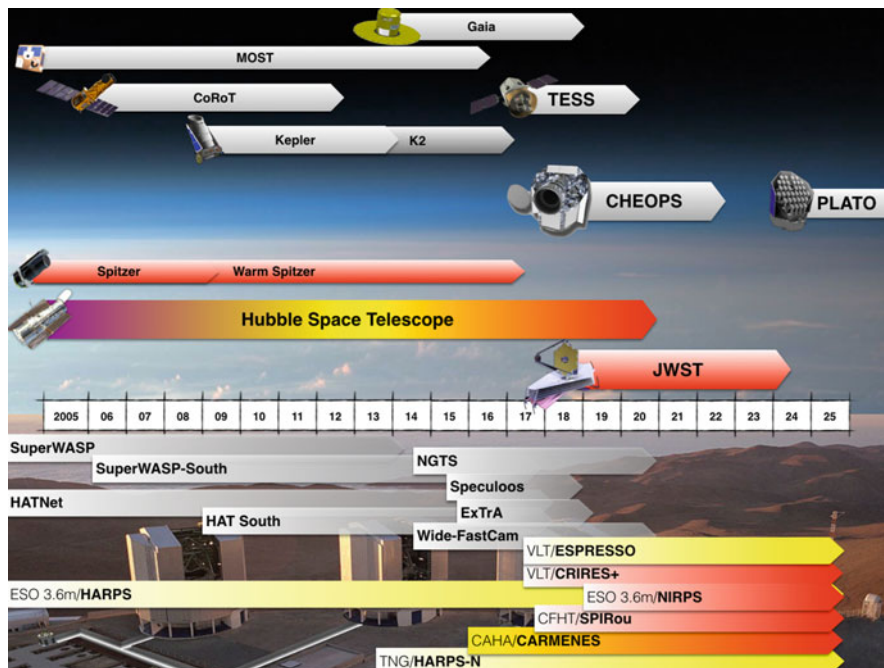 Gaia
MOST
CoRoT
TESS
Kepler
K2
CHEOPS
PLATO
Spitzer
Warm Spitzer
Hubble Space Telescope
JWST
2005 06 07 08 09 10 11 12 13 14 15 16 17 18 19 20 21 22 23 24 25
SuperWASP
SuperWASP-South
NGTS
Speculoos
HATNet
HAT South
ExTrA
Wide-FastCam
VLT/ESPRESSO
VLT/CRIRES+
ESO 3.6m/HARPS
ESO 3.6m/NIRPS
CFHT/SPIRou
CAHA/CARMENES
TNG/HARPS-N